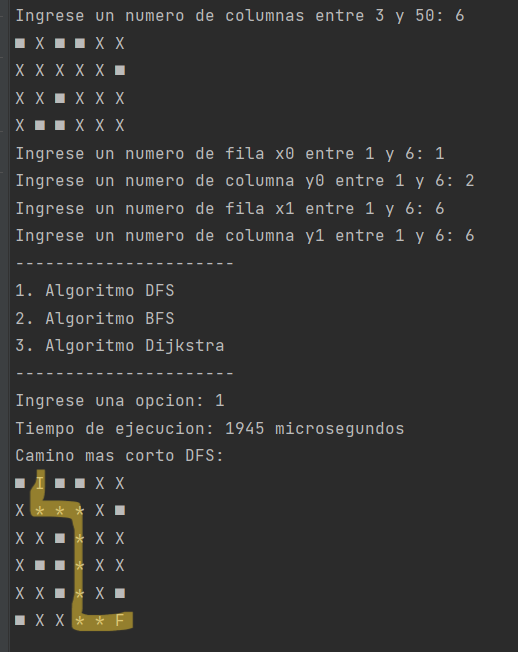 Ingrese un numero de columnas entre 3 y 50: 6
■ X ■ ■ X X
X X X X X ■
X X ■ X X X
X ■ ■ X X X
Ingrese un numero de fila x0 entre 1 y 6: 1
Ingrese un numero de columna y0 entre 1 y 6: 2
Ingrese un numero de fila x1 entre 1 y 6: 6
Ingrese un numero de columna y1 entre 1 y 6: 6
----------------------
1. Algoritmo DFS
2. Algoritmo BFS
3. Algoritmo Dijkstra
----------------------
Ingrese una opcion: 1
Tiempo de ejecucion: 1945 microsegundos
Camino mas corto DFS:
■ I ■ ■ X X
X * * * X ■
X X ■ * X X
X ■ ■ * X X
X X ■ * X ■
■ X X * * F